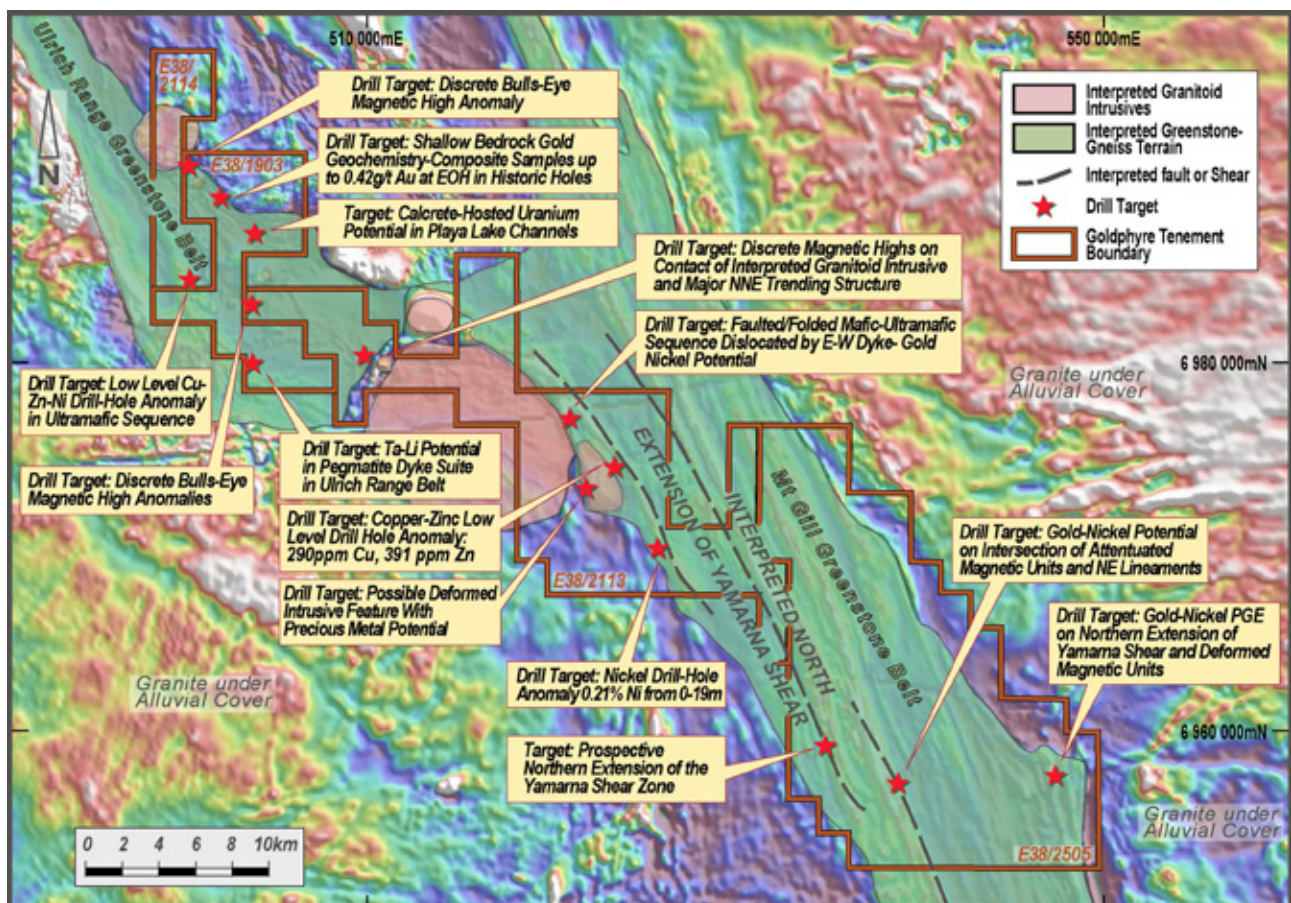 510 000mE
550 000mE
Ulrich Range Greenstone Belt
E38/
2114
Drill Target: Discrete Bulls-Eye
Magnetic High Anomaly
Interpreted Granitoid
Intrusives
Interpreted Greenstone-
Gneiss Terrain
Interpreted fault or Shear
Drill Target
Goldphyre Tenement
Boundary
N
E38/1903
Drill Target: Shallow Bedrock Gold
Geochemistry-Composite Samples up
to 0.42g/t Au at EOH in Historic Holes
Target: Calcrete-Hosted Uranium
Potential in Playa Lake Channels
Drill Target: Discrete Magnetic Highs on
Contact of Interpreted Granitoid Intrusive
and Major NNE Trending Structure
Drill Target: Faulted/Folded Mafic-Ultramafic
Sequence Dislocated by E-W Dyke- Gold
Nickel Potential
6 980 000mN
Granite under
Alluvial Cover
Drill Target: Low Level Cu-
Zn-Ni Drill-Hole Anomaly
in Ultramafic Sequence
Drill Target: Discrete Bulls-Eye
Magnetic High Anomalies
Drill Target: Ta-Li Potential
in Pegmatite Dyke Suite
in Ulrich Range Belt
Drill Target: Copper-Zinc Low
Level Drill Hole Anomaly:
290ppm Cu, 391 ppm Zn
Drill Target: Possible Deformed
Intrusive Feature With
Precious Metal Potential
E38/2113
INTERPRETED NORTH
EXTENSION OF YAMARNA SHEAR
Mt Gill Greenstone Belt
Drill Target: Gold-Nickel Potential
on Intersection of Attentuated
Magnetic Units and NE Lineaments
Drill Target: Gold-Nickel PGE
on Northern Extension of
Yamarna Shear and Deformed
Magnetic Units
Drill Target: Nickel Drill-Hole
Anomaly 0.21% Ni from 0-19m
Granite under
Alluvial Cover
Target: Prospective
Northern Extension of the
Yamarna Shear Zone
6 960 000mN
Granite under
Alluvial Cover
E38/2505
0 2 4 6 8 10km